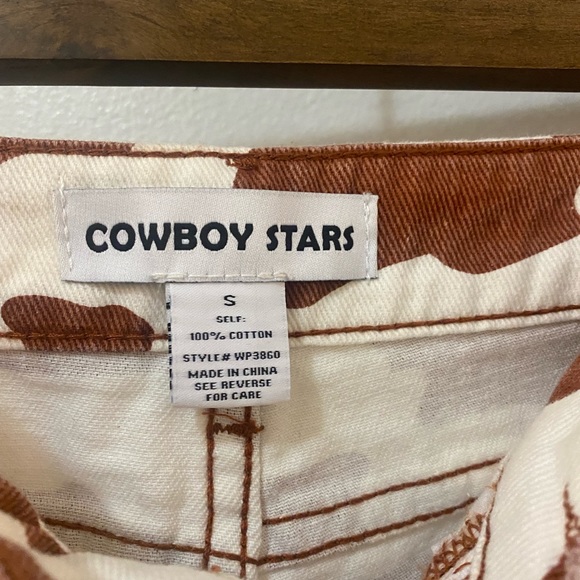 COWBOY STARS
S
SELF:
100% COTTON
STYLE# WP3860
MADE IN CHINA
SEE REVERSE
FOR CARE